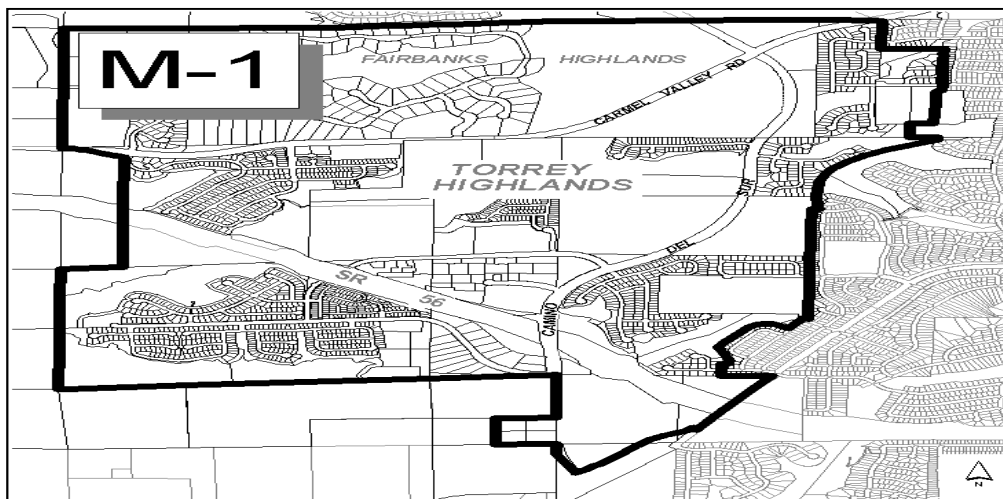 M-1
FAIRBANKS HIGHLANDS
CARMEL VALLEY RD
TORREY
HIGHLANDS
CAMINO DEL SUR
SR 56
N